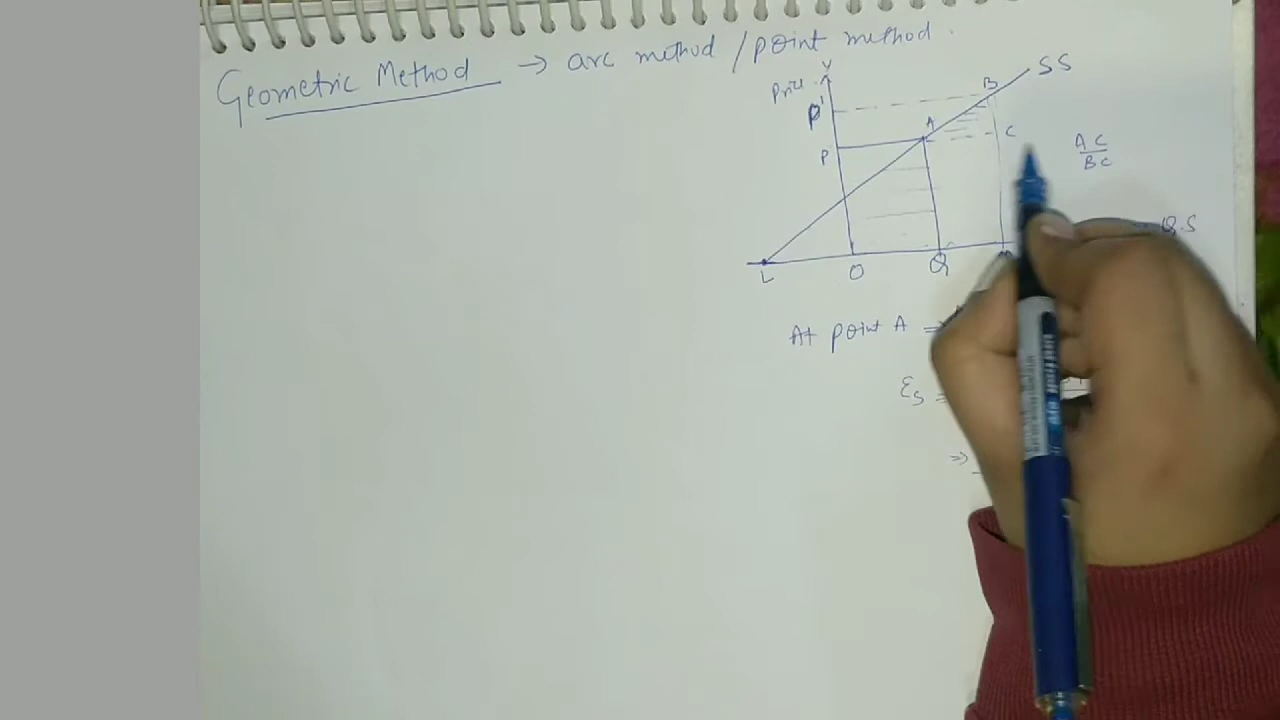 Geometric Method → arc method / point method.
Y
Price
SS
B
P'
A
C
P
AC
BC
Q.S
L
O
Q
At point A ⇒
Es =
⇒